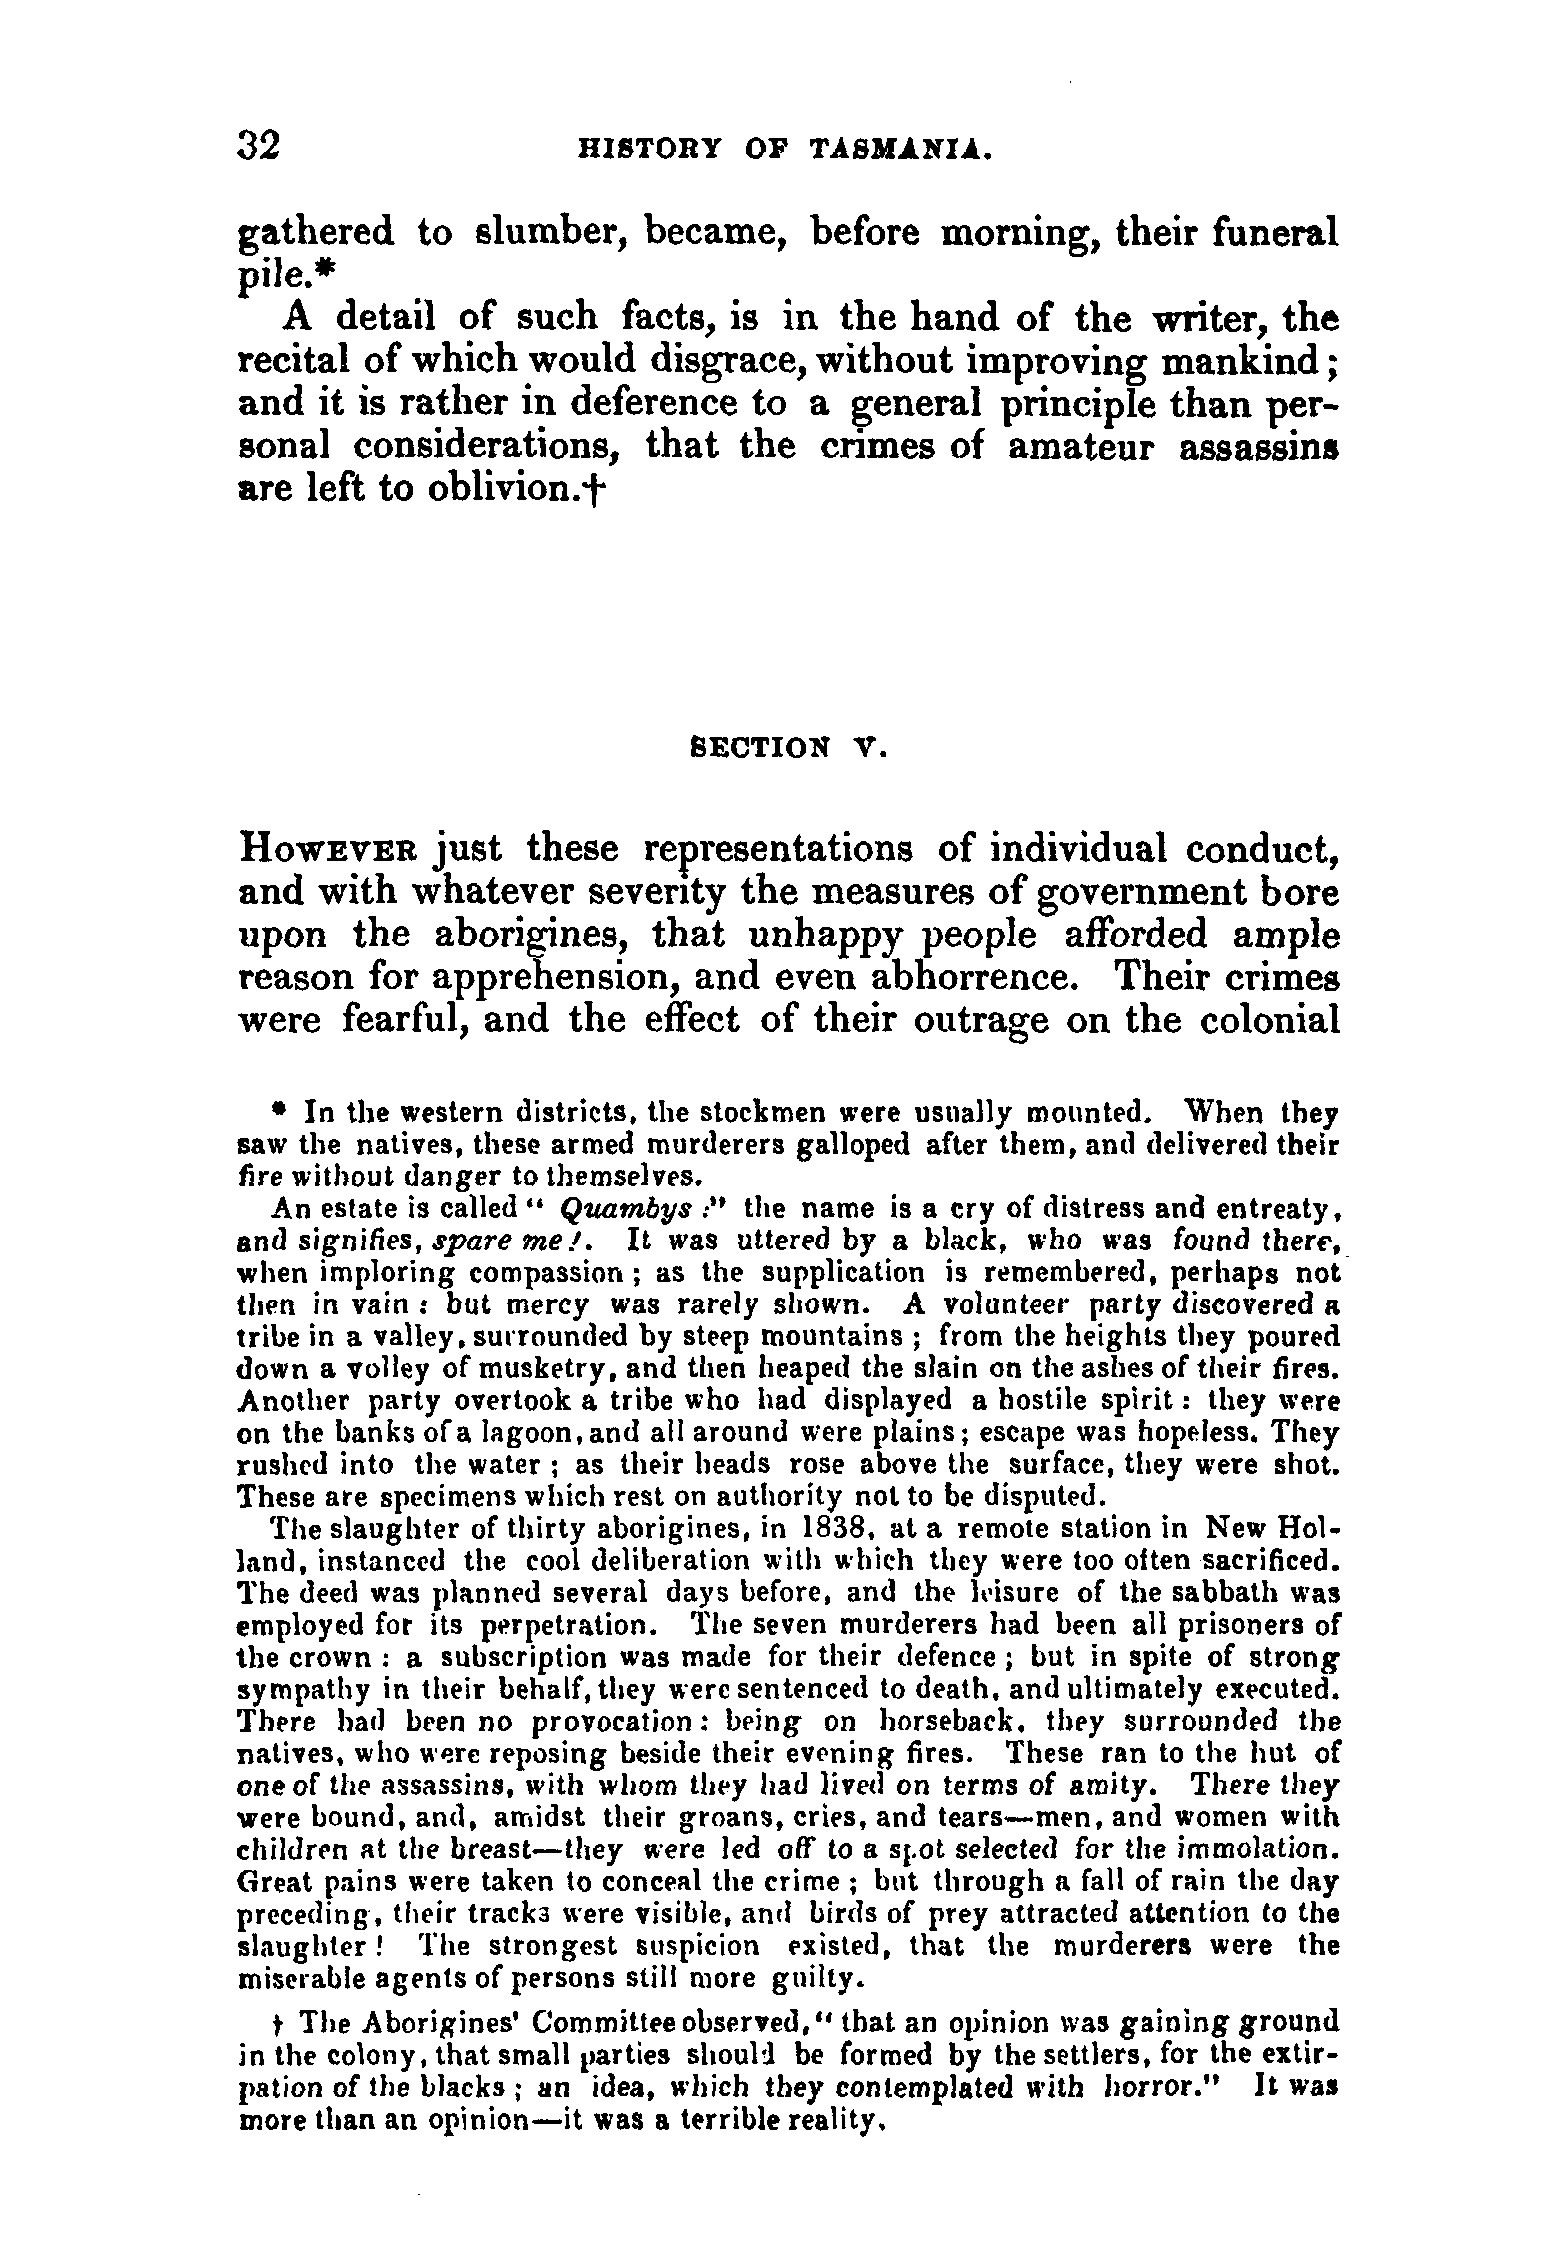 32 HISTORY OF TASMANIA.
gathered to slumber, became, before morning, their funeral
pile.*
A detail of such facts, is in the hand of the writer, the
recital of which would disgrace, without improving mankind;
and it is rather in deference to a general principle than per-
sonal considerations, that the crimes of amateur assassins
are left to oblivion.†
SECTION V.
HOWEVER just these representations of individual conduct,
and with whatever severity the measures of government bore
upon the aborigines, that unhappy people afforded ample
reason for apprehension, and even abhorrence. Their crimes
were fearful, and the effect of their outrage on the colonial
* In the western districts, the stockmen were usually mounted. When they
saw the natives, these armed murderers galloped after them, and delivered their
fire without danger to themselves.
An estate is called "Quambys:" the name is a cry of distress and entreaty,
and signifies, spare me!. It was uttered by a black, who was found there,
when imploring compassion; as the supplication is remembered, perhaps not
then in vain: but mercy was rarely shown. A volunteer party discovered a
tribe in a valley, surrounded by steep mountains; from the heights they poured
down a volley of musketry, and then heaped the slain on the ashes of their fires.
Another party overtook a tribe who had displayed a hostile spirit: they were
on the banks of a lagoon, and all around were plains; escape was hopeless. They
rushed into the water; as their heads rose above the surface, they were shot.
These are specimens which rest on authority not to be disputed.
The slaughter of thirty aborigines, in 1838, at a remote station in New Hol-
land, instanced the cool deliberation with which they were too often sacrificed.
The deed was planned several days before, and the leisure of the sabbath was
employed for its perpetration. The seven murderers had been all prisoners of
the crown: a subscription was made for their defence; but in spite of strong
sympathy in their behalf, they were sentenced to death, and ultimately executed.
There had been no provocation: being on horseback, they surrounded the
natives, who were reposing beside their evening fires. These ran to the hut of
one of the assassins, with whom they had lived on terms of amity. There they
were bound, and, amidst their groans, cries, and tears—men, and women with
children at the breast—they were led off to a spot selected for the immolation.
Great pains were taken to conceal the crime; but through a fall of rain the day
preceding, their tracks were visible, and birds of prey attracted attention to the
slaughter! The strongest suspicion existed, that the murderers were the
miserable agents of persons still more guilty.
† The Aborigines' Committee observed, "that an opinion was gaining ground
in the colony, that small parties should be formed by the settlers, for the extir-
pation of the blacks; an idea, which they contemplated with horror." It was
more than an opinion—it was a terrible reality.